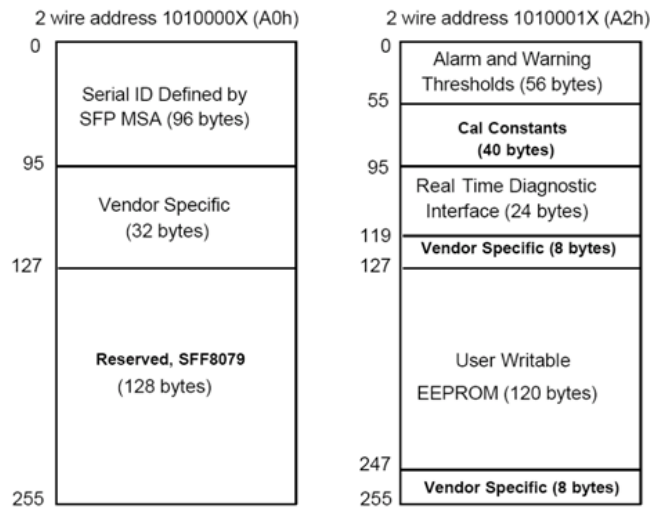 2 wire address 1010000X (A0h)
0
Serial ID Defined by
SFP MSA (96 bytes)
95
Vendor Specific
(32 bytes)
127
Reserved, SFF8079
(128 bytes)
255
2 wire address 1010001X (A2h)
0
Alarm and Warning
Thresholds (56 bytes)
55
Cal Constants
(40 bytes)
95
Real Time Diagnostic
Interface (24 bytes)
119
Vendor Specific (8 bytes)
127
User Writable
EEPROM (120 bytes)
247
Vendor Specific (8 bytes)
255